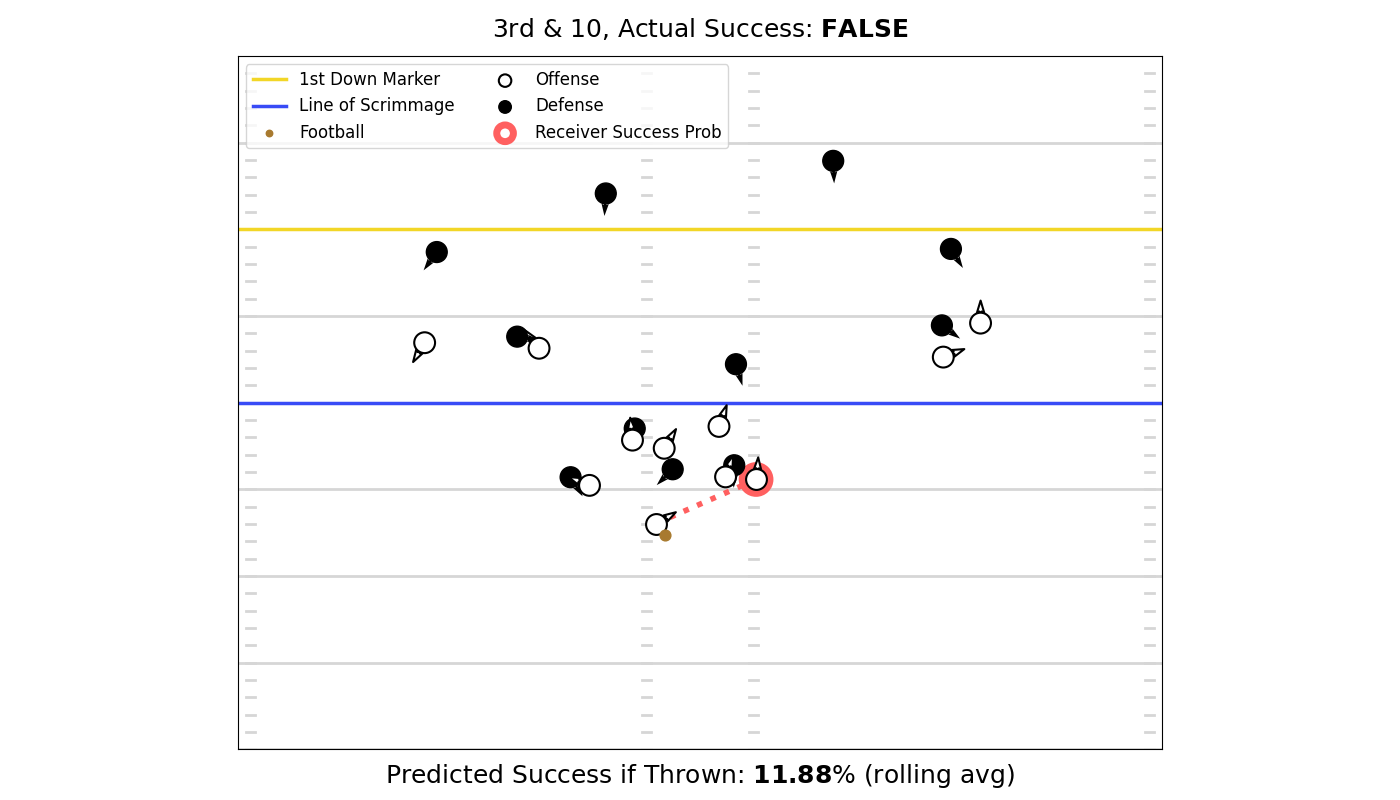 3rd & 10, Actual Success: FALSE
1st Down Marker
Line of Scrimmage
Football
Offense
Defense
Receiver Success Prob
Predicted Success if Thrown: 11.88% (rolling avg)